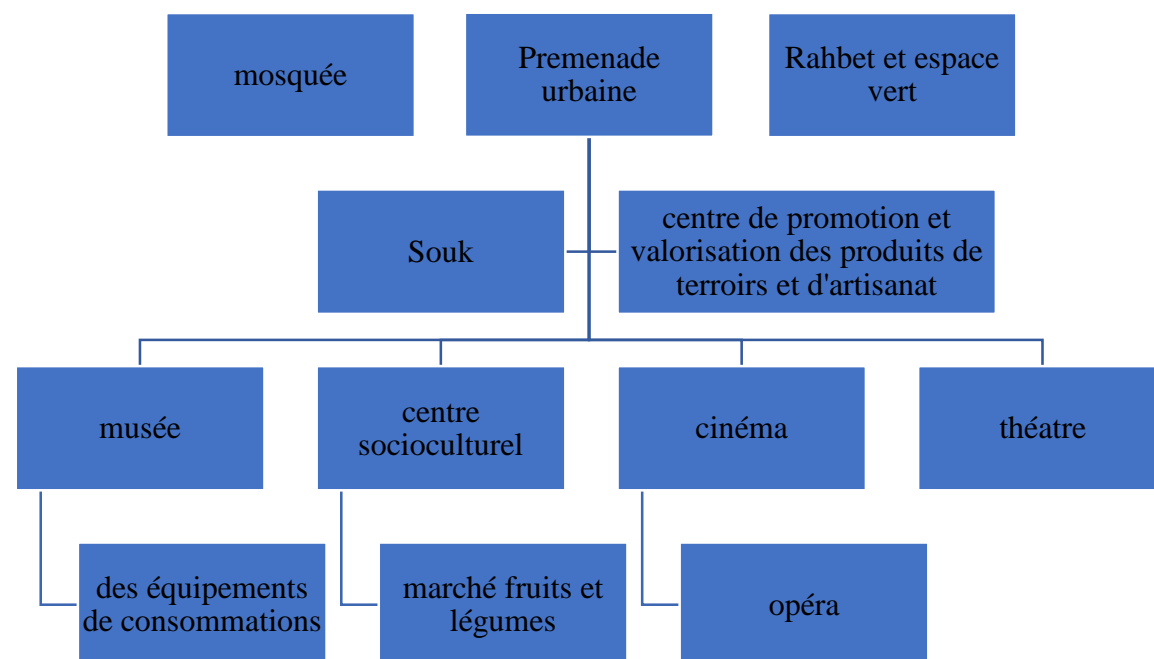 mosquée
Premenade
urbaine
Rahbet et espace
vert
Souk
centre de promotion et
valorisation des produits de
terroirs et d'artisanat
musée
centre
socioculturel
cinéma
théatre
des équipements
de consommations
marché fruits et
légumes
opéra